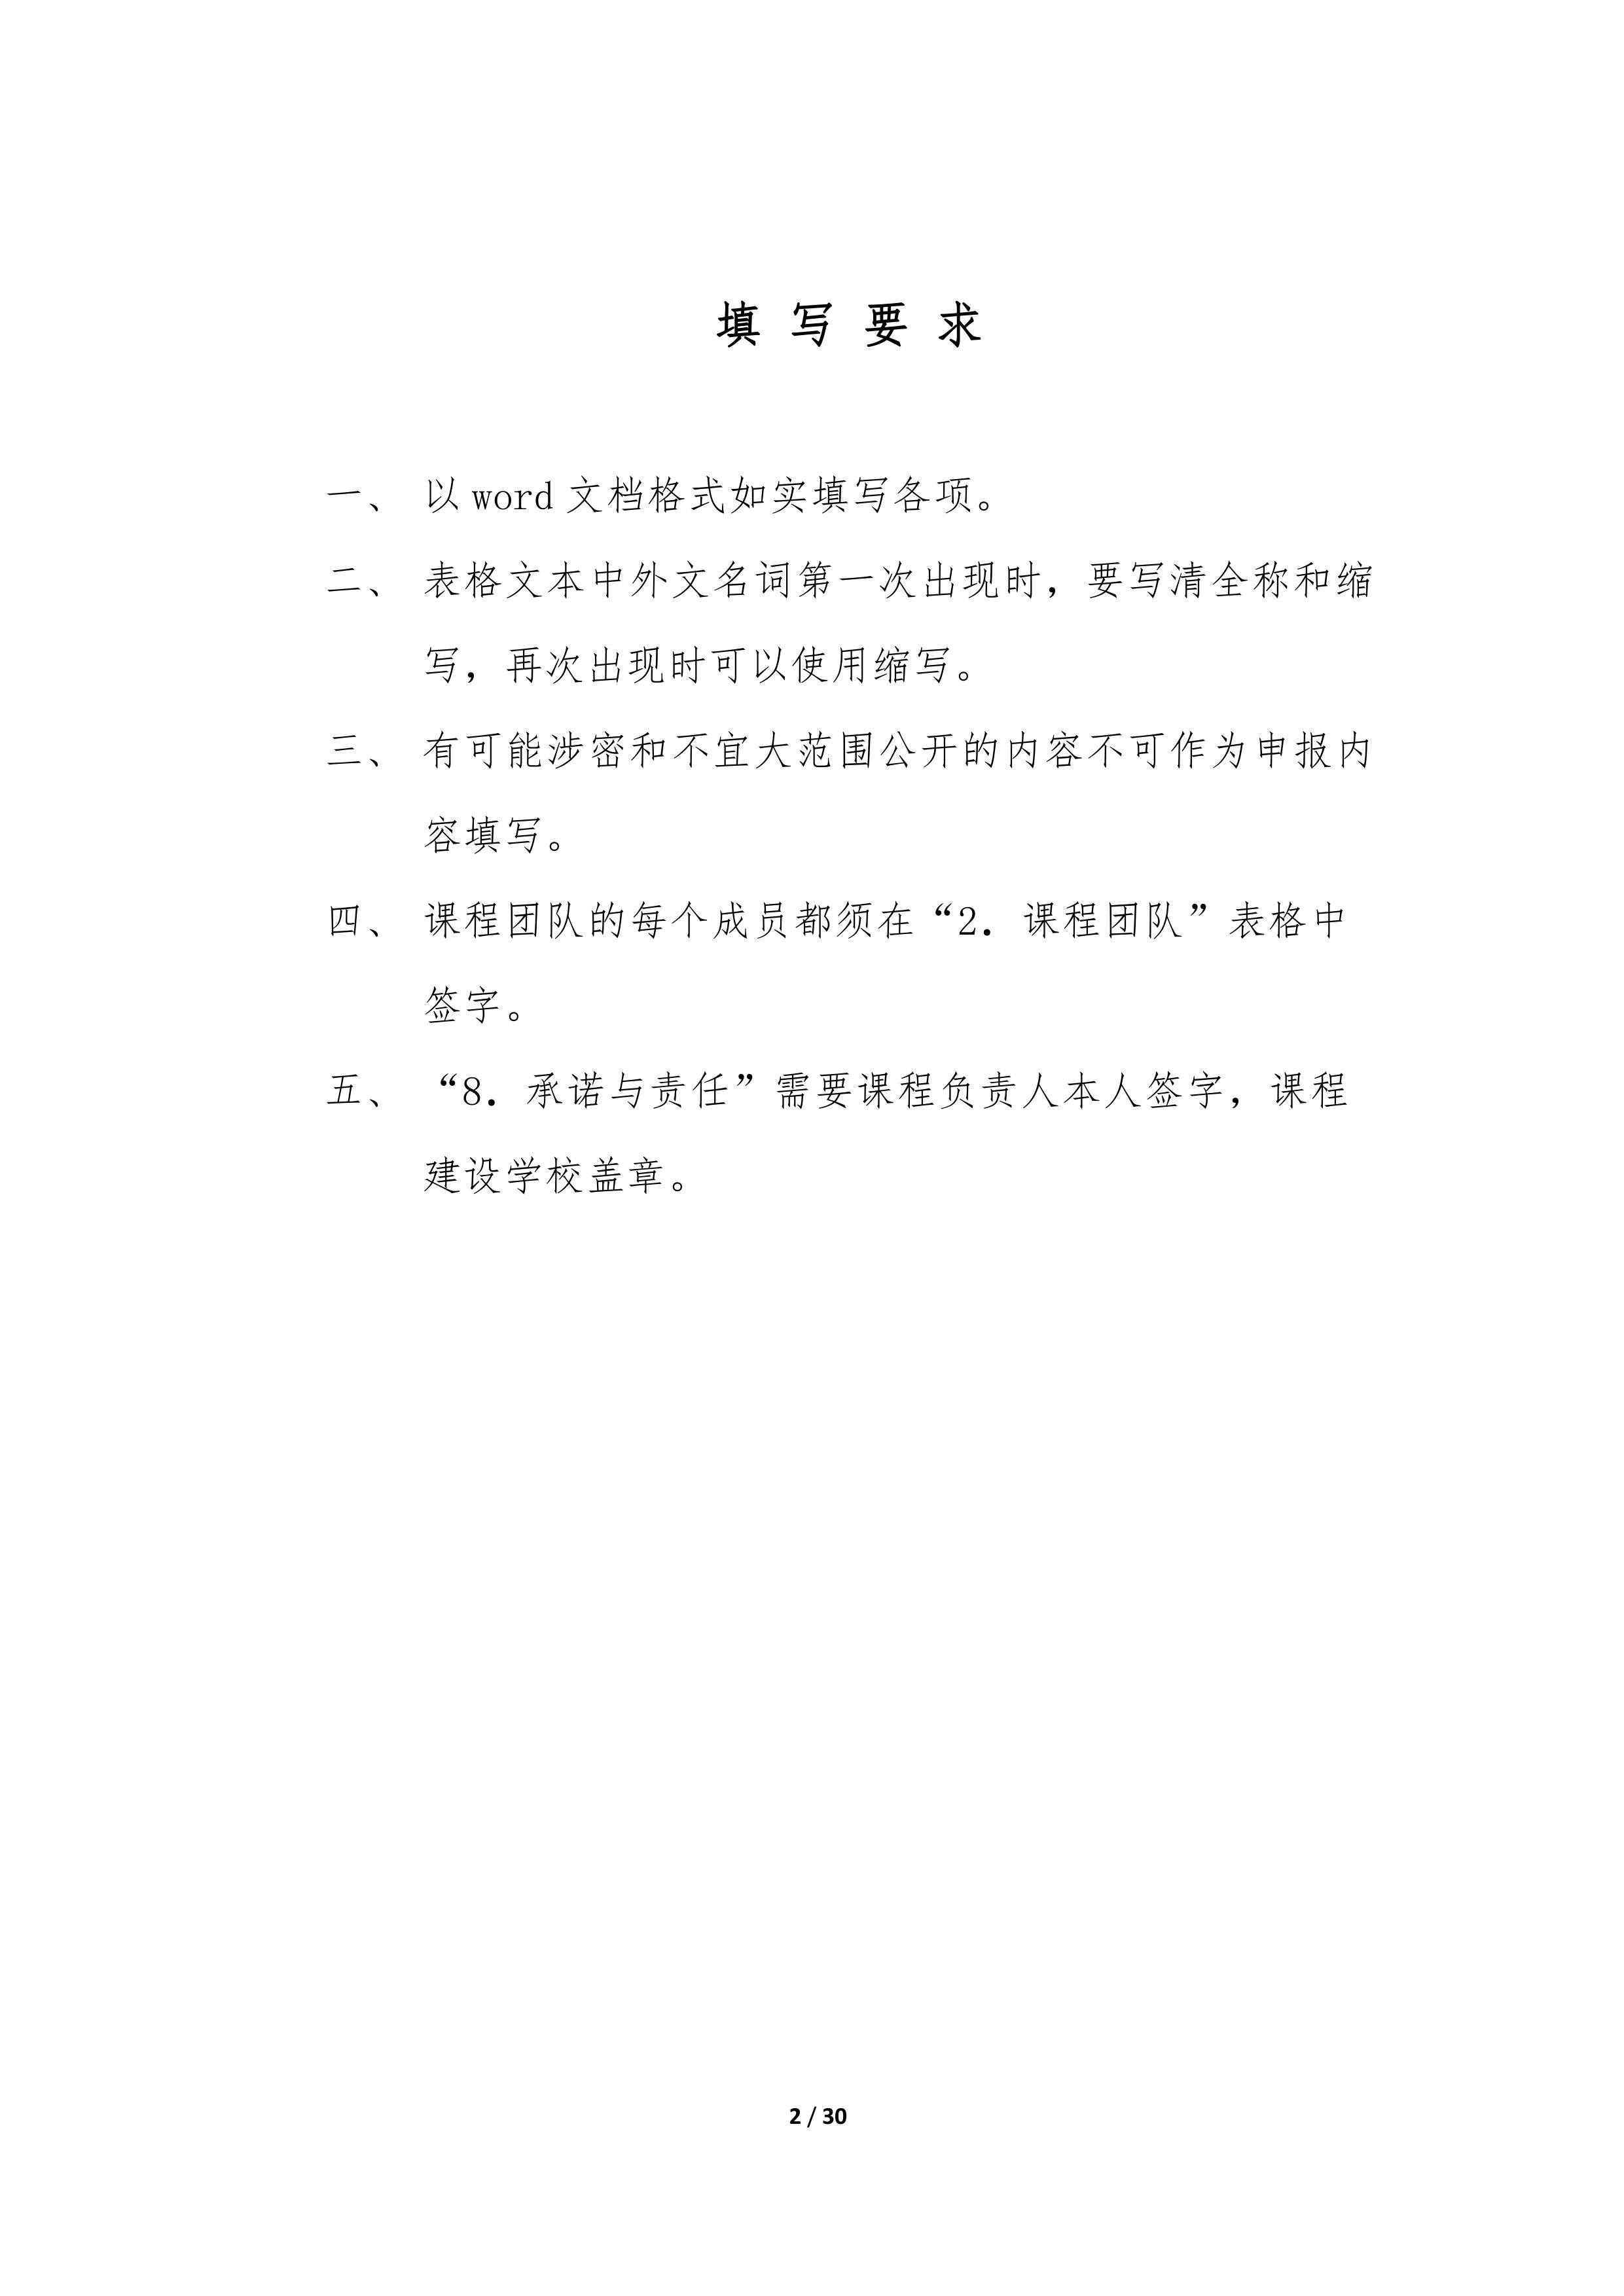 填 写 要 求
一、 以 word 文档格式如实填写各项。
二、 表格文本中外文名词第一次出现时，要写清全称和缩
写，再次出现时可以使用缩写。
三、 有可能涉密和不宜大范围公开的内容不可作为申报内
容填写。
四、 课程团队的每个成员都须在“2．课程团队”表格中
签字。
五、 “8．承诺与责任”需要课程负责人本人签字，课程
建设学校盖章。
2 / 30